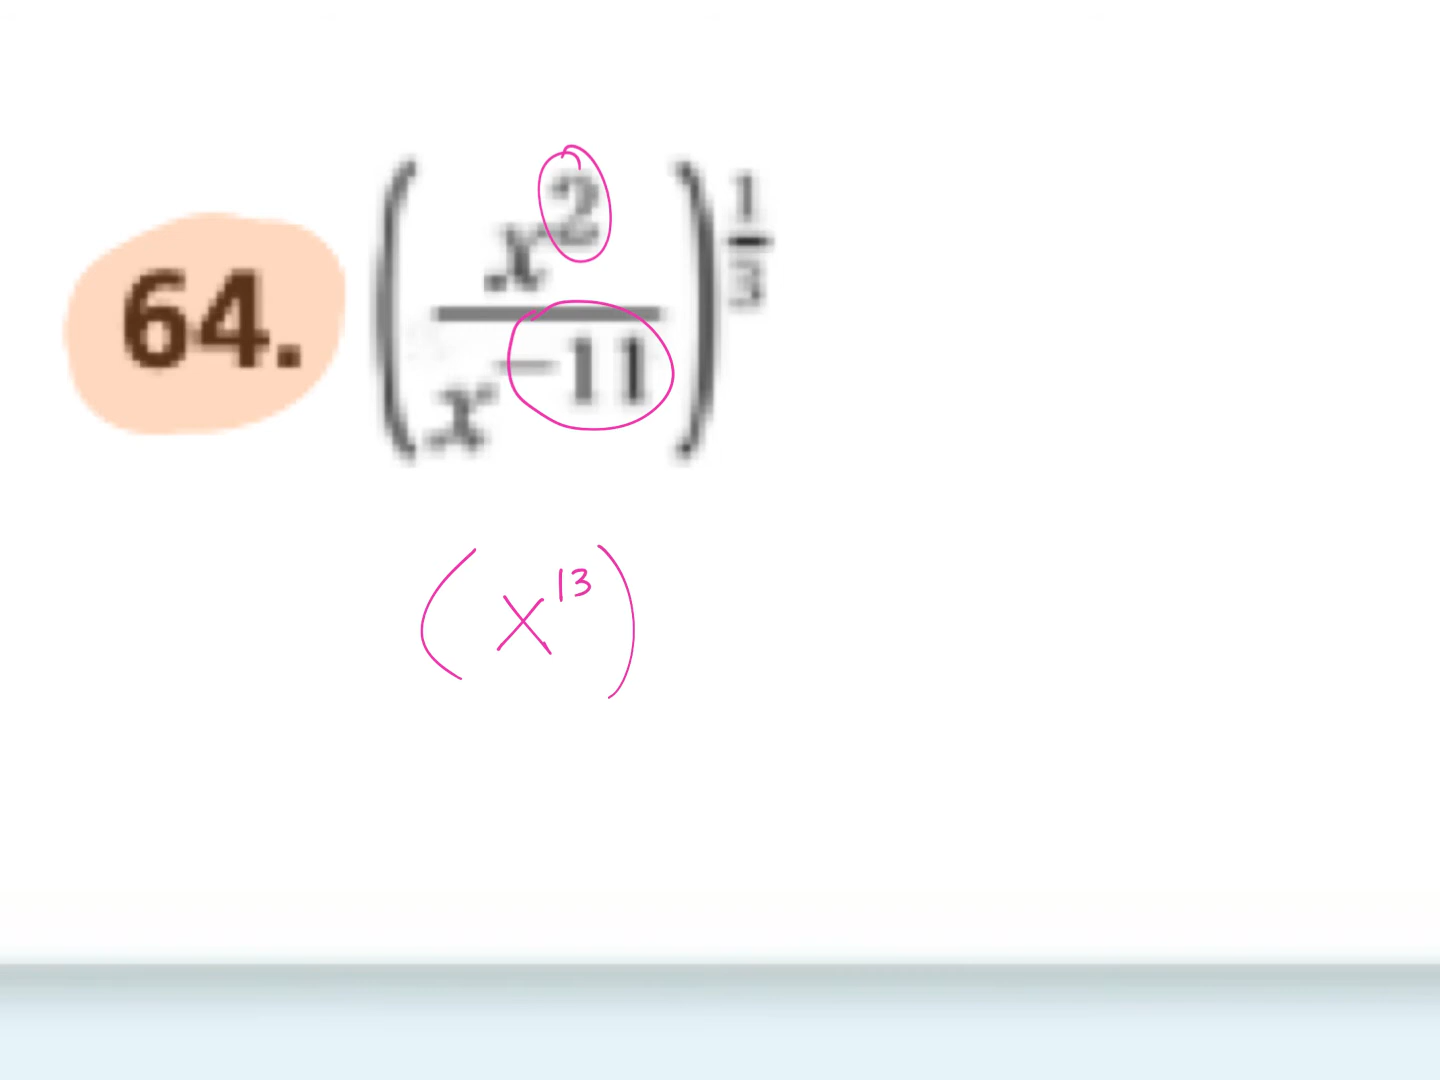 64. (x^2 / x^-11)^1/3
(x^13)